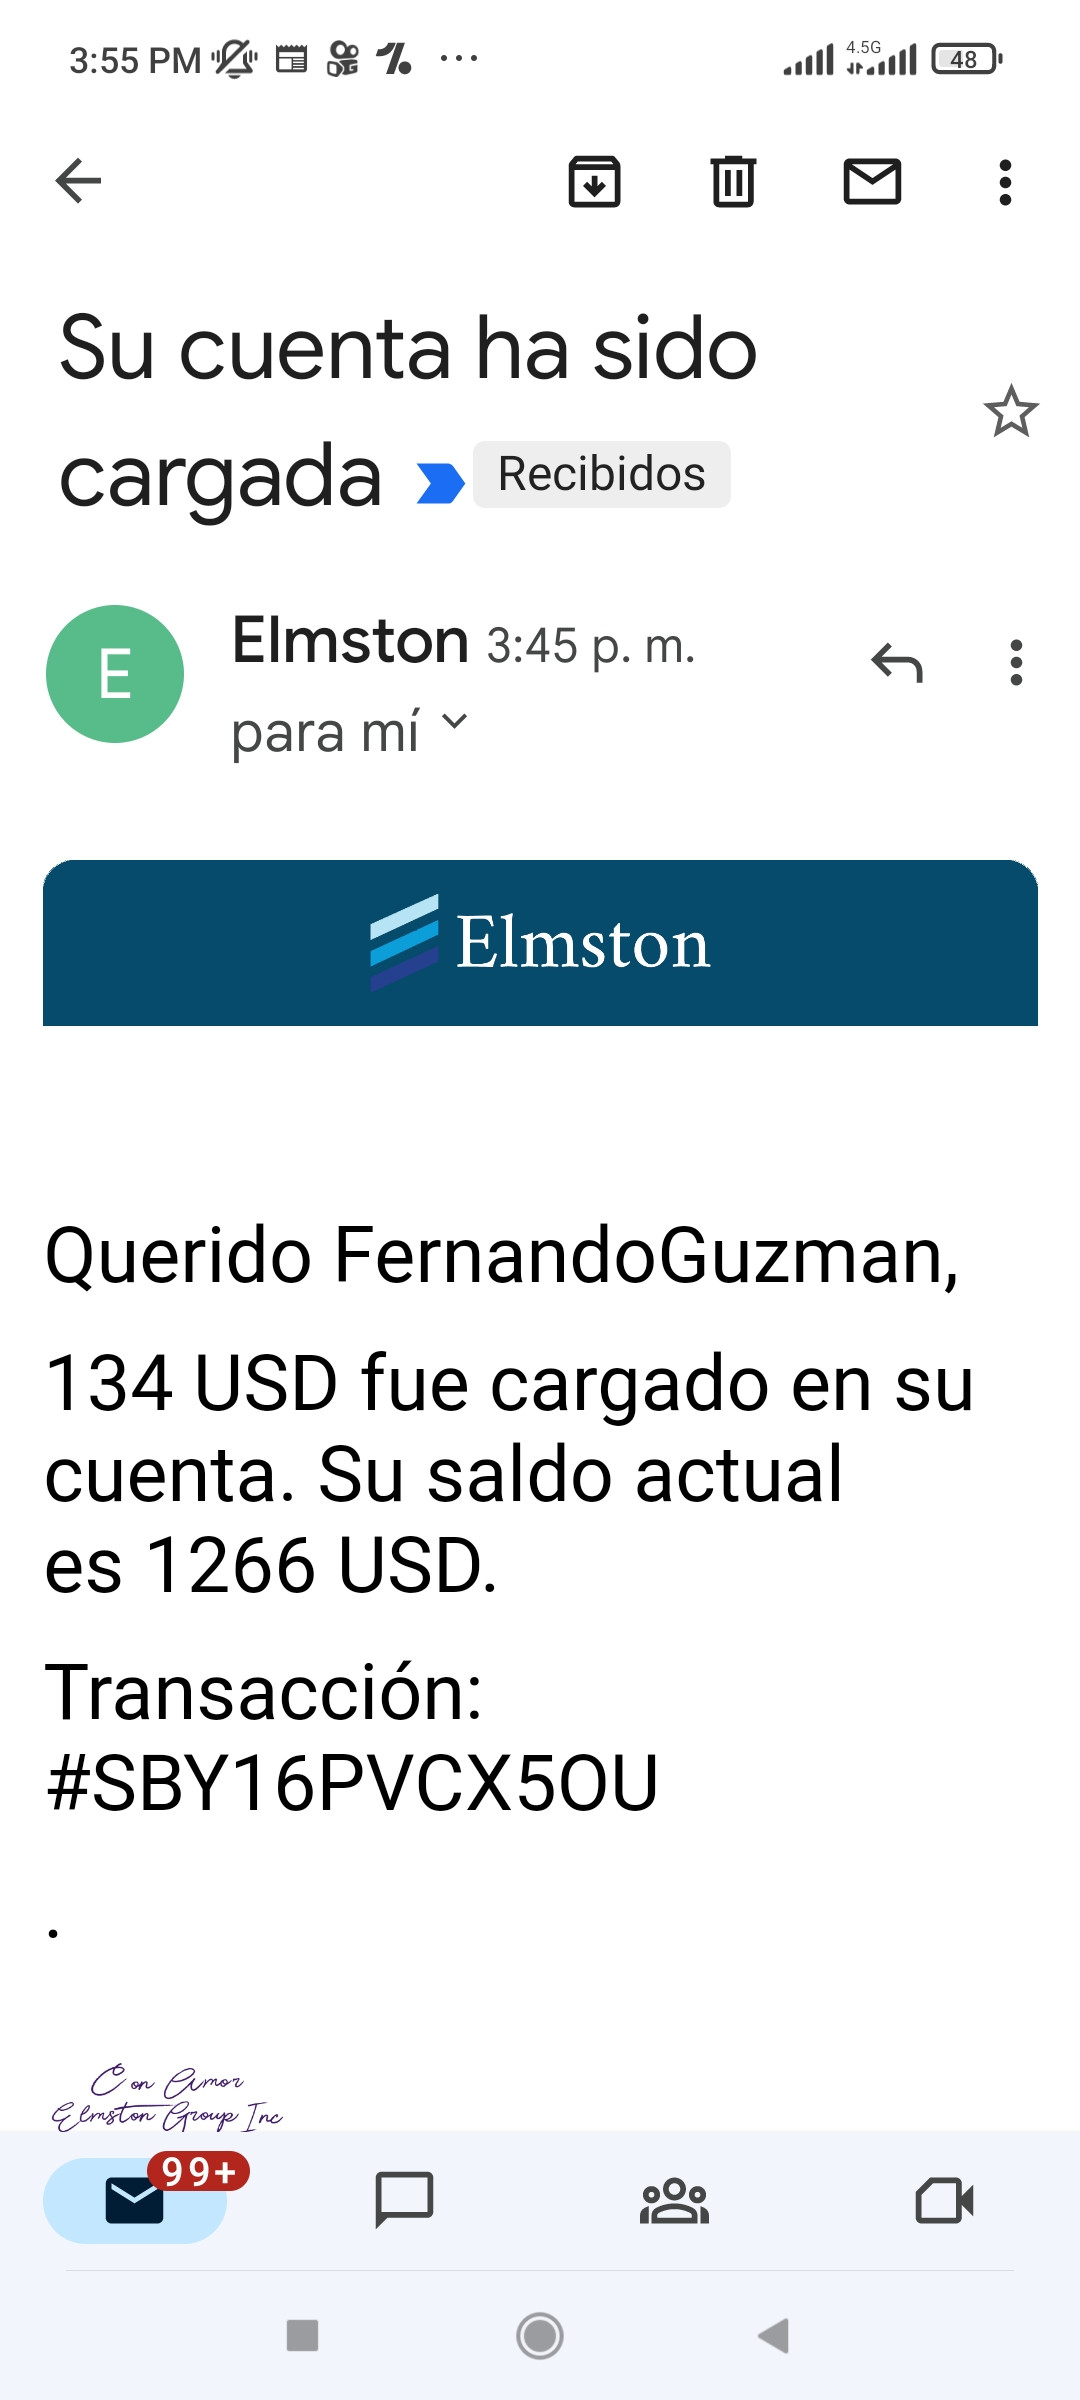 3:55 PM
4.5G
48
Su cuenta ha sido
cargada
Recibidos
E
Elmston 3:45 p. m.
para mí
Elmston
Querido FernandoGuzman,
134 USD fue cargado en su
cuenta. Su saldo actual
es 1266 USD.
Transacción:
#SBY16PVCX5OU
.
Con Amor
Elmston Group Inc
99+